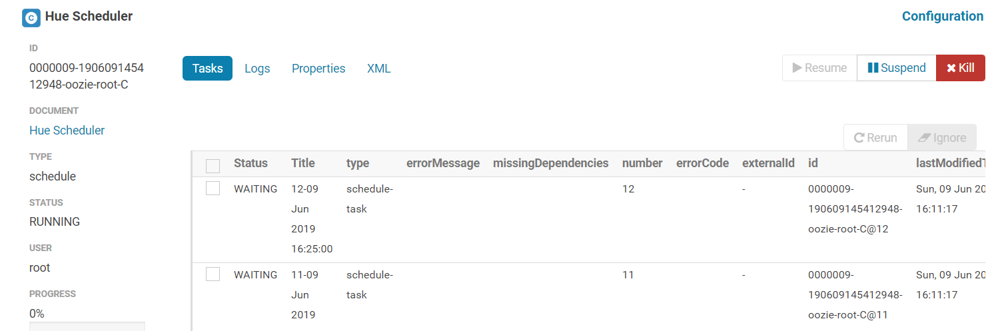 C Hue Scheduler
Configuration
ID
0000009-1906091454
12948-oozie-root-C
DOCUMENT
Hue Scheduler
TYPE
schedule
STATUS
RUNNING
USER
root
PROGRESS
0%
Tasks Logs Properties XML
Resume Suspend Kill
Rerun Ignore
Status Title type errorMessage missingDependencies number errorCode externalId id lastModifiedT
WAITING 12-09 schedule- 12 - 0000009- Sun, 09 Jun 20
Jun task 190609145412948- 16:11:17
2019 oozie-root-C@12
16:25:00
WAITING 11-09 schedule- 11 - 0000009- Sun, 09 Jun 20
Jun task 190609145412948- 16:11:17
2019 oozie-root-C@11